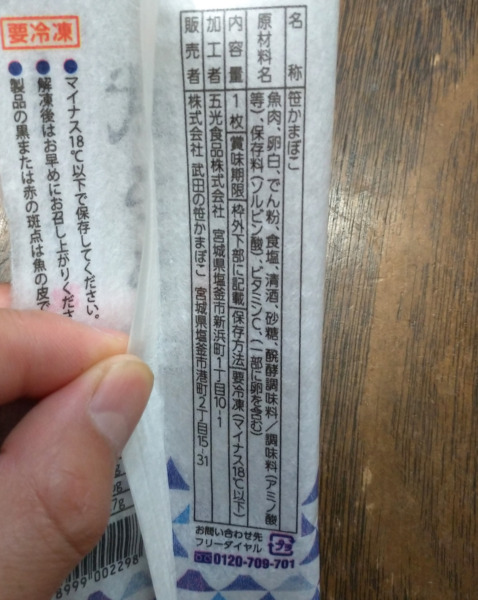 名称 笹かまぼこ
原材料名 魚肉、卵白、でん粉、食塩、清酒、砂糖、醗酵調味料／調味料(アミノ酸
等)、保存料(ソルビン酸)、ビタミンC、(一部に卵を含む)
内容量 1枚 賞味期限 枠外下部に記載 保存方法 要冷凍(マイナス18℃以下)
加工者 五光食品株式会社 宮城県塩釜市新浜町1丁目10-1
販売者 株式会社 武田の笹かまぼこ 宮城県塩釜市港町2丁目15-31
お問い合わせ先
フリーダイヤル
0120-709-701
プラ
要冷凍
●マイナス18℃以下で保存してください。
●解凍後はお早めにお召し上がりくださ
●製品の黒または赤の斑点は魚の皮で
g
g
7g
8999 002298